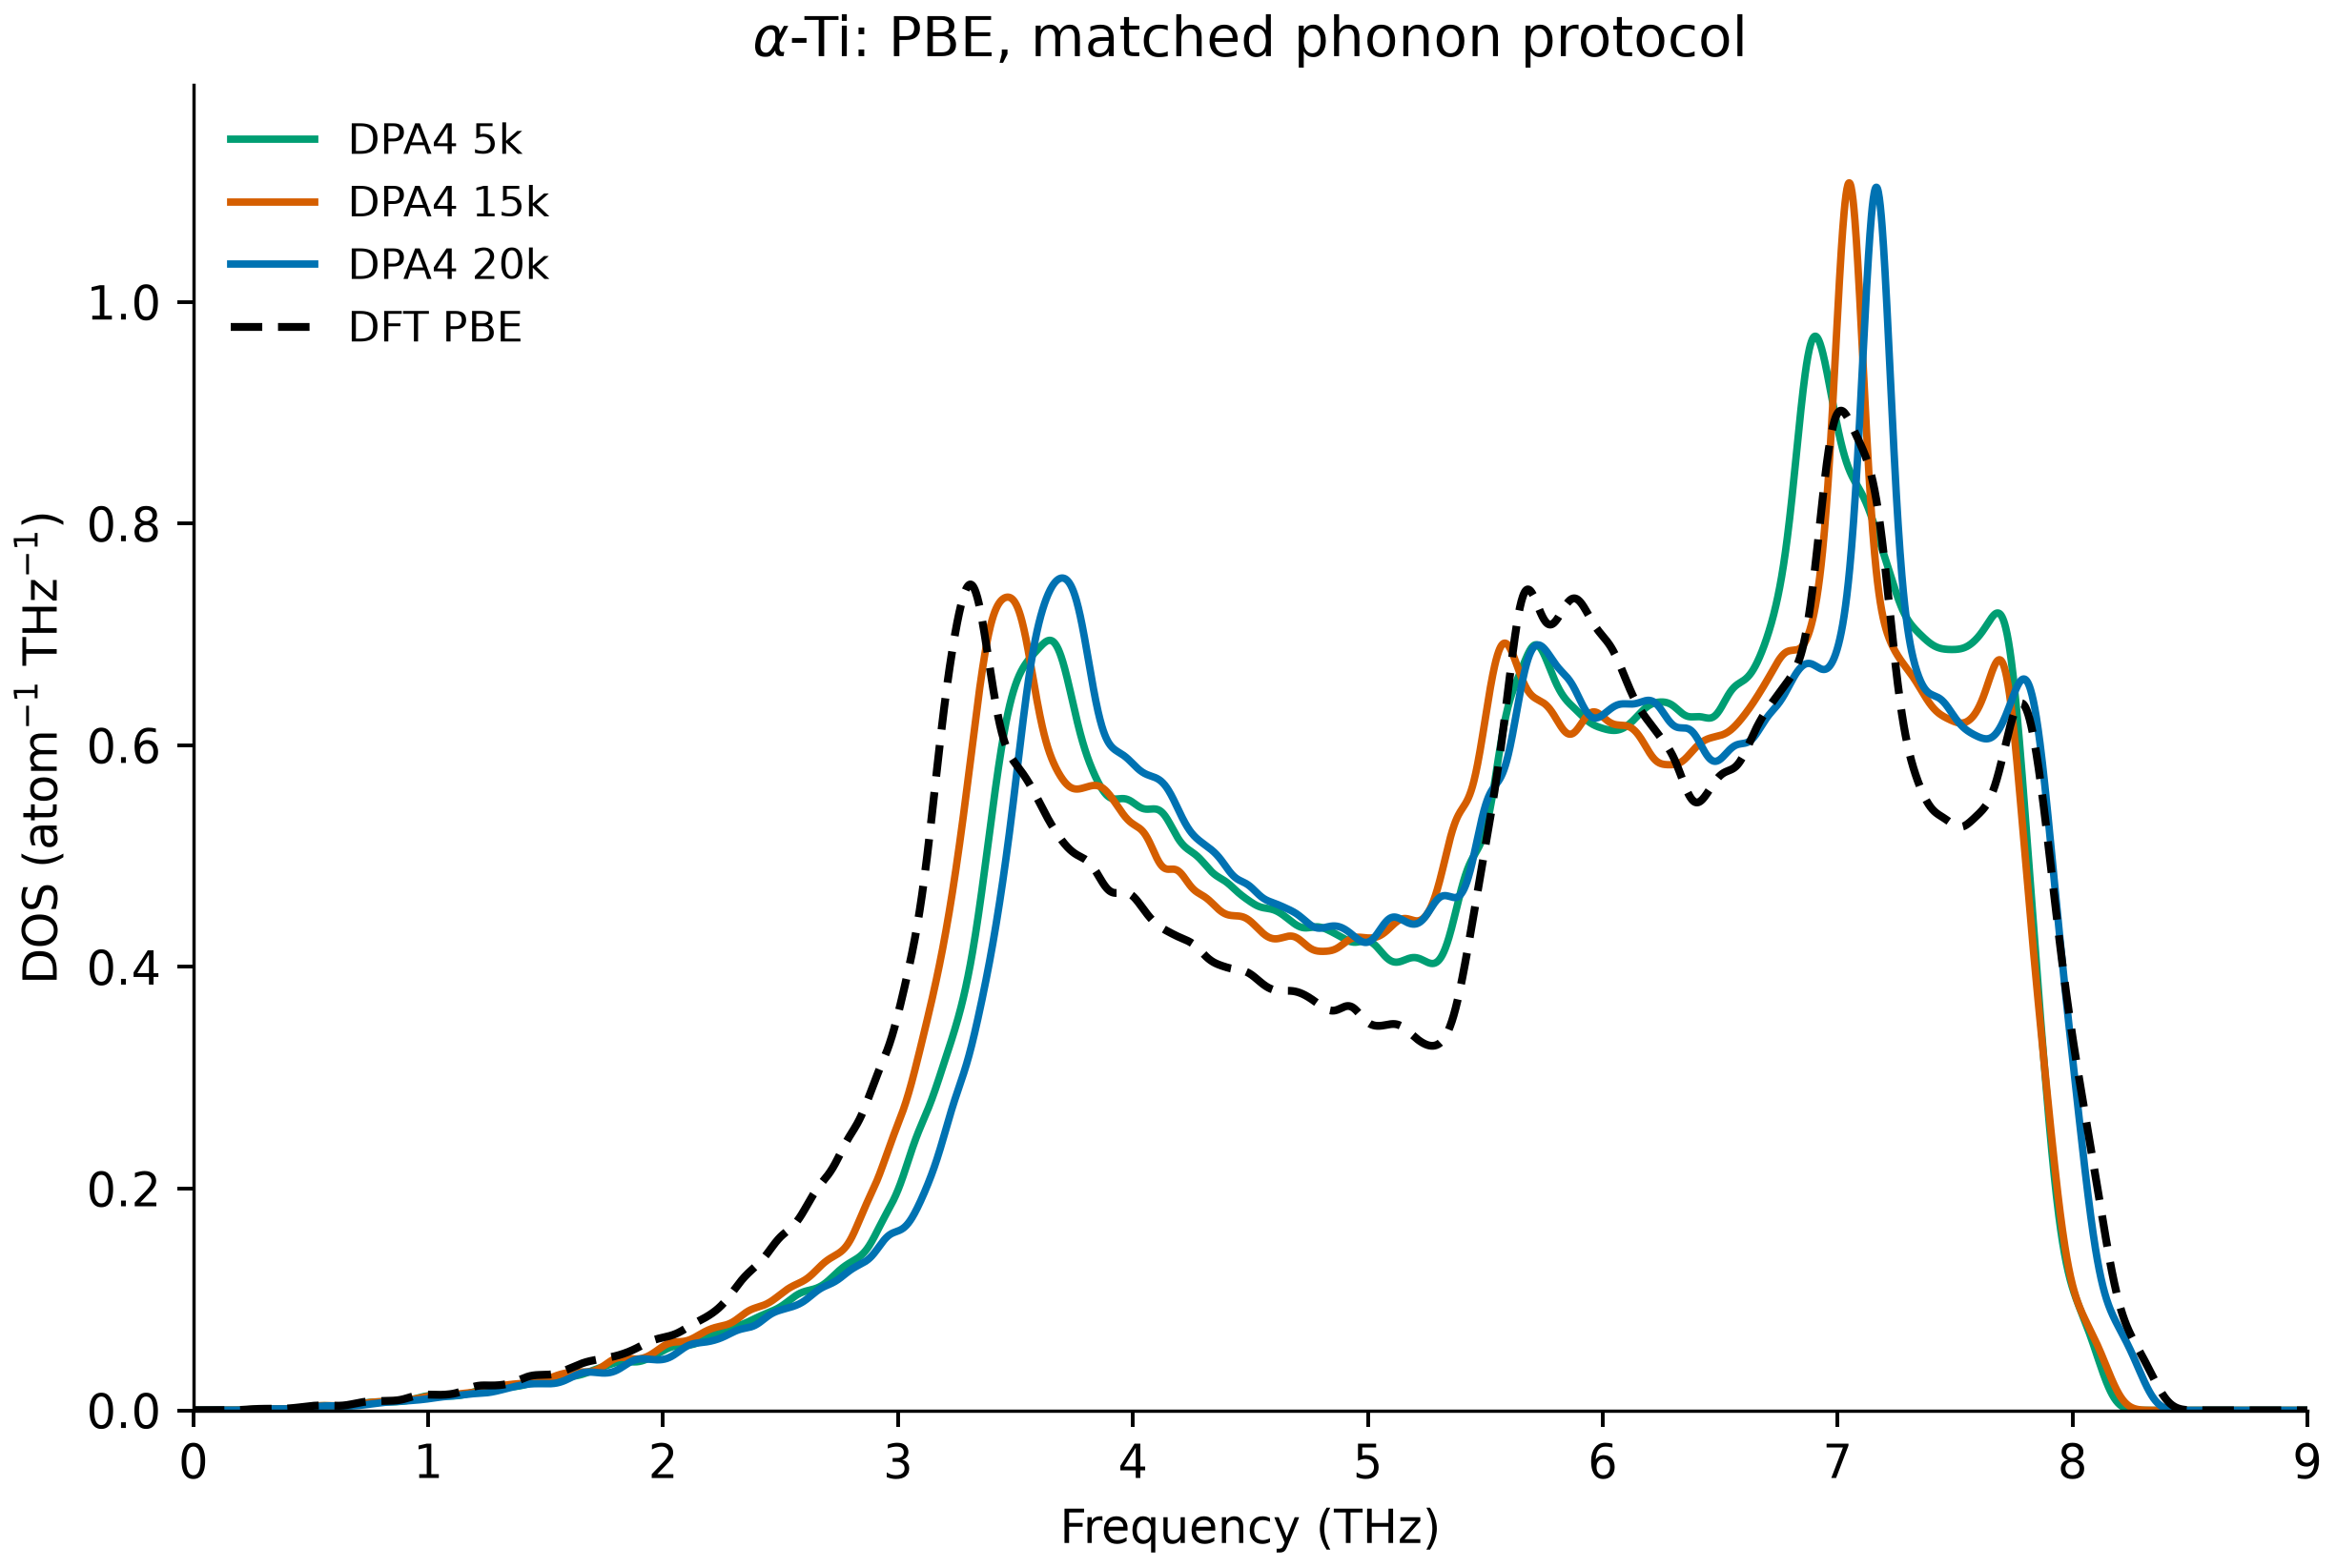 α-Ti: PBE, matched phonon protocol
DPA4 5k
DPA4 15k
DPA4 20k
DFT PBE
DOS (atom⁻¹ THz⁻¹)
1.0
0.8
0.6
0.4
0.2
0.0
0 1 2 3 4 5 6 7 8 9
Frequency (THz)